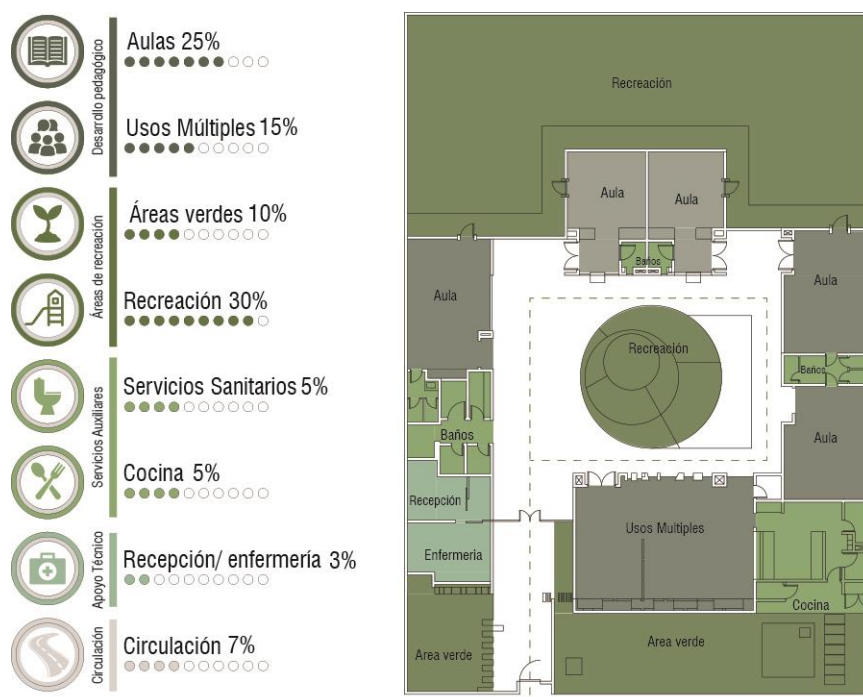 Desarrollo pedagógico
Aulas 25%
Usos Múltiples 15%
Áreas de recreación
Áreas verdes 10%
Recreación 30%
Servicios Auxiliares
Servicios Sanitarios 5%
Cocina 5%
Apoyo Técnico
Recepción/ enfermería 3%
Circulación
Circulación 7%
Recreación
Aula
Aula
Baños
Aula
Aula
Recreación
Baños
Baños
Aula
Recepción
Usos Multiples
Enfermeria
Cocina
Area verde
Area verde